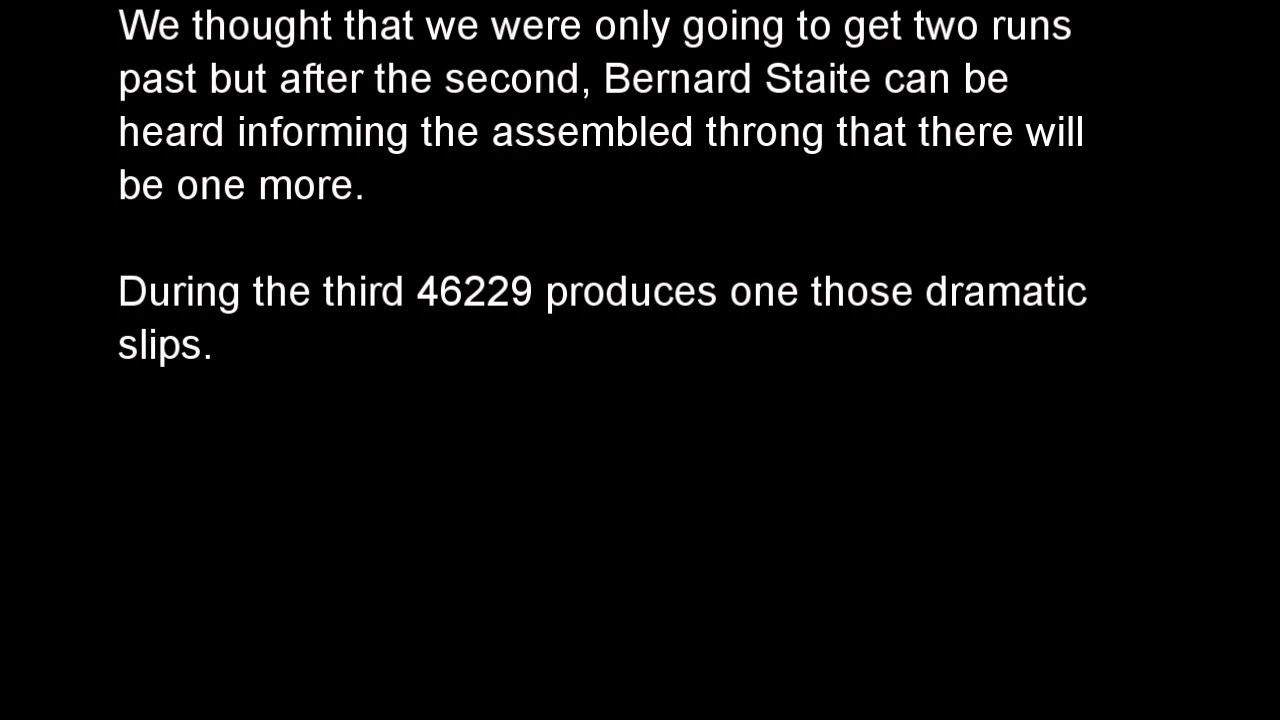 We thought that we were only going to get two runs
past but after the second, Bernard Staite can be
heard informing the assembled throng that there will
be one more.
During the third 46229 produces one those dramatic
slips.